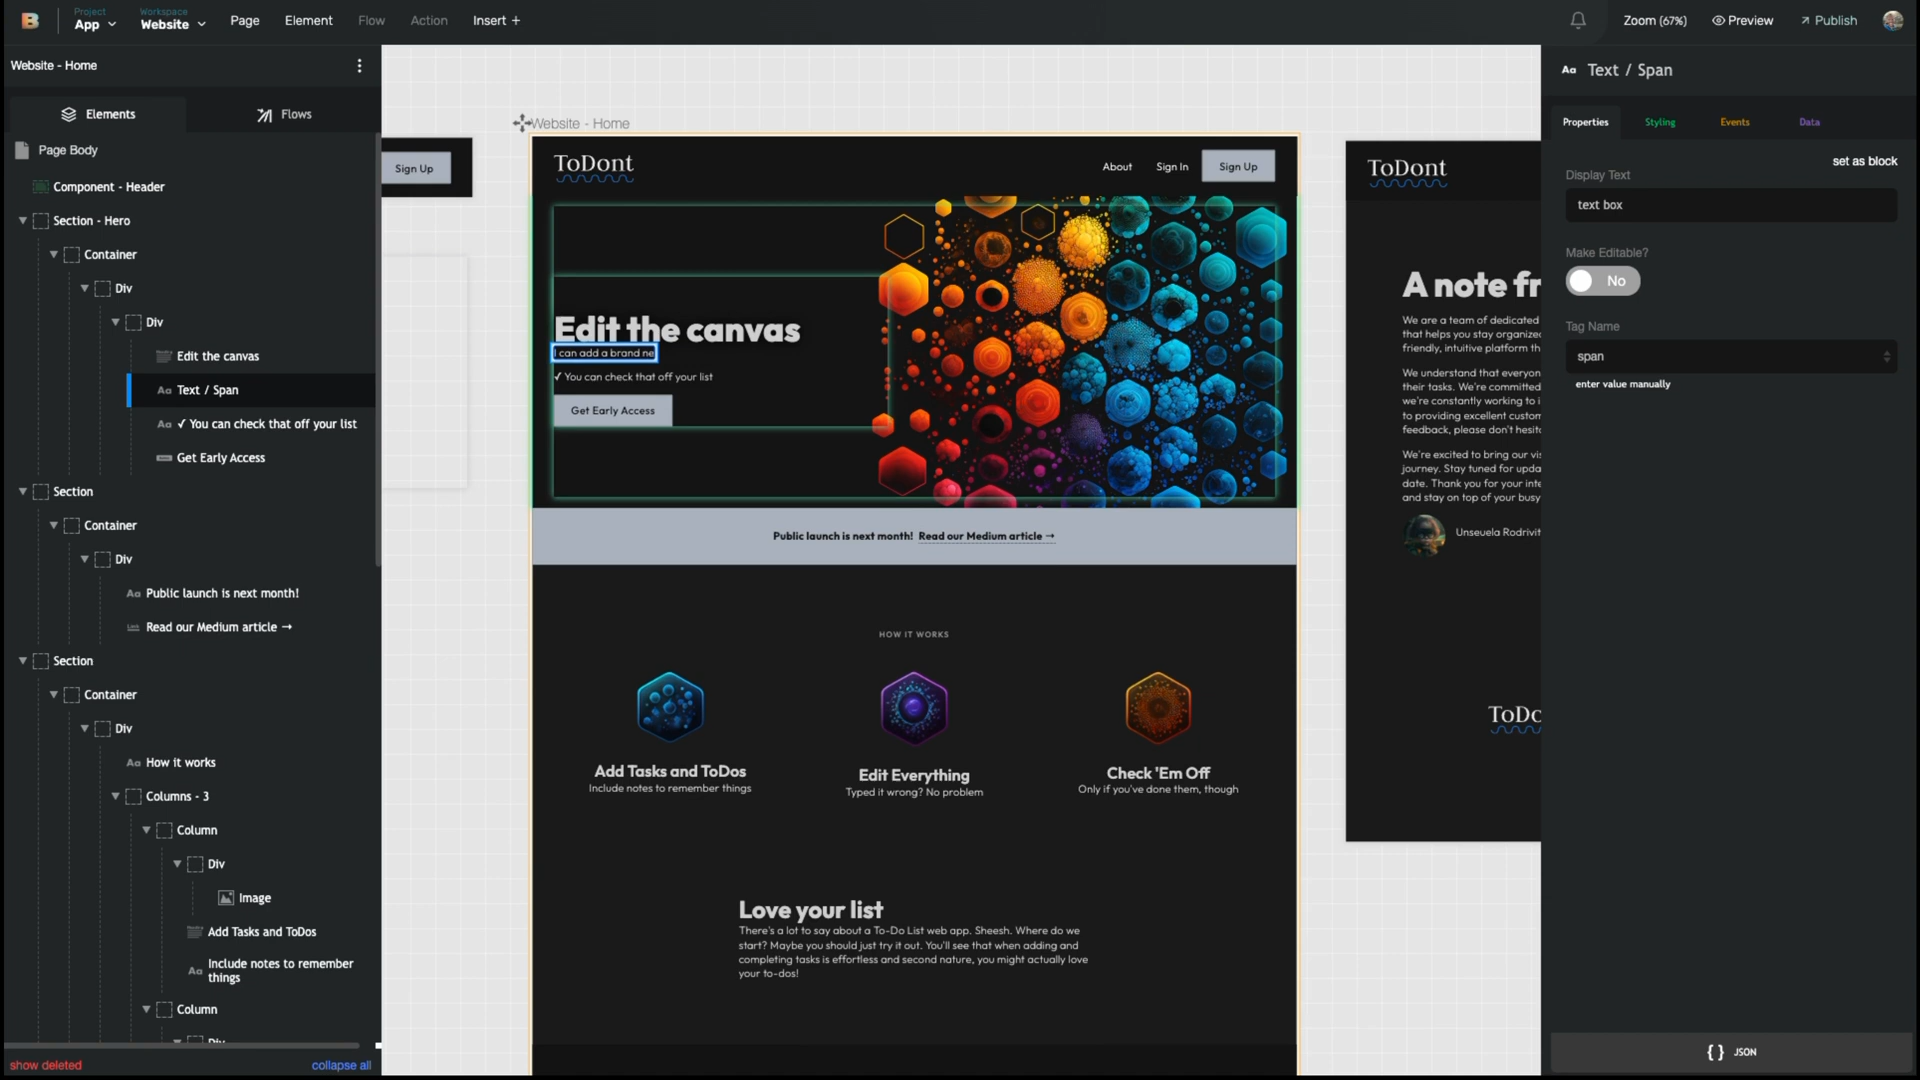 Project
App
Workspace
Website
Page
Element
Flow
Action
Insert +
Zoom (67%)
Preview
Publish
Website - Home
Elements
Flows
Page Body
Component - Header
Section - Hero
Container
Div
Div
Edit the canvas
Aa Text / Span
Aa ✓ You can check that off your list
Get Early Access
Section
Container
Div
Aa Public launch is next month!
Read our Medium article →
Section
Container
Div
Aa How it works
Columns - 3
Column
Div
Image
Add Tasks and ToDos
Aa Include notes to remember
things
Column
Div
show deleted
collapse all
Sign Up
Website - Home
ToDont
About
Sign In
Sign Up
Edit the canvas
I can add a brand ne
✓ You can check that off your list
Get Early Access
Public launch is next month! Read our Medium article →
HOW IT WORKS
Add Tasks and ToDos
Include notes to remember things
Edit Everything
Typed it wrong? No problem
Check 'Em Off
Only if you've done them, though
Love your list
There's a lot to say about a To-Do List web app. Sheesh. Where do we
start? Maybe you should just try it out. You'll see that when adding and
completing tasks is effortless and second nature, you might actually love
your to-dos!
ToDont
A note fr
We are a team of dedicated
that helps you stay organized
friendly, intuitive platform th
We understand that everyon
their tasks. We're committed
we're constantly working to i
to providing excellent custom
feedback, please don't hesita
We're excited to bring our vis
journey. Stay tuned for upda
date. Thank you for your inte
and stay on top of your busy
Unseuela Rodrivit
ToDo
Aa Text / Span
Properties
Styling
Events
Data
set as block
Display Text
text box
Make Editable?
No
Tag Name
span
enter value manually
{ } JSON